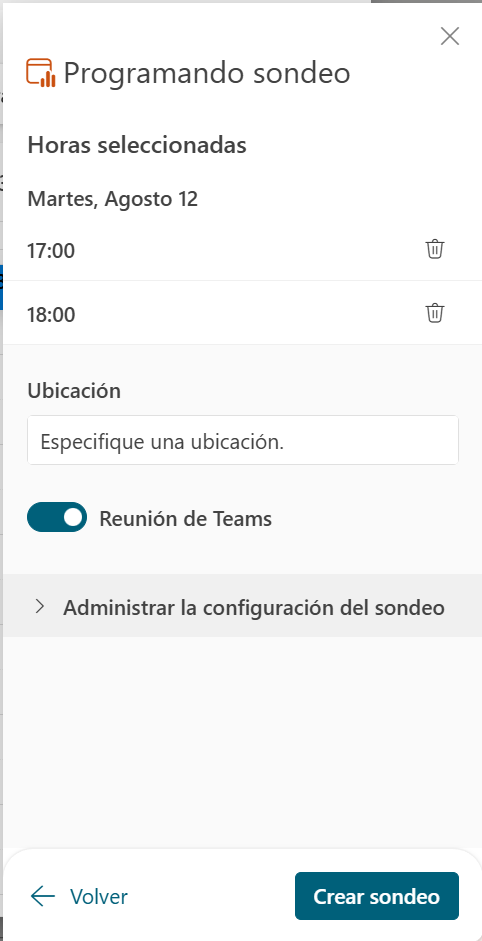 Programando sondeo
Horas seleccionadas
Martes, Agosto 12
17:00
18:00
Ubicación
Especifique una ubicación.
Reunión de Teams
Administrar la configuración del sondeo
Volver
Crear sondeo